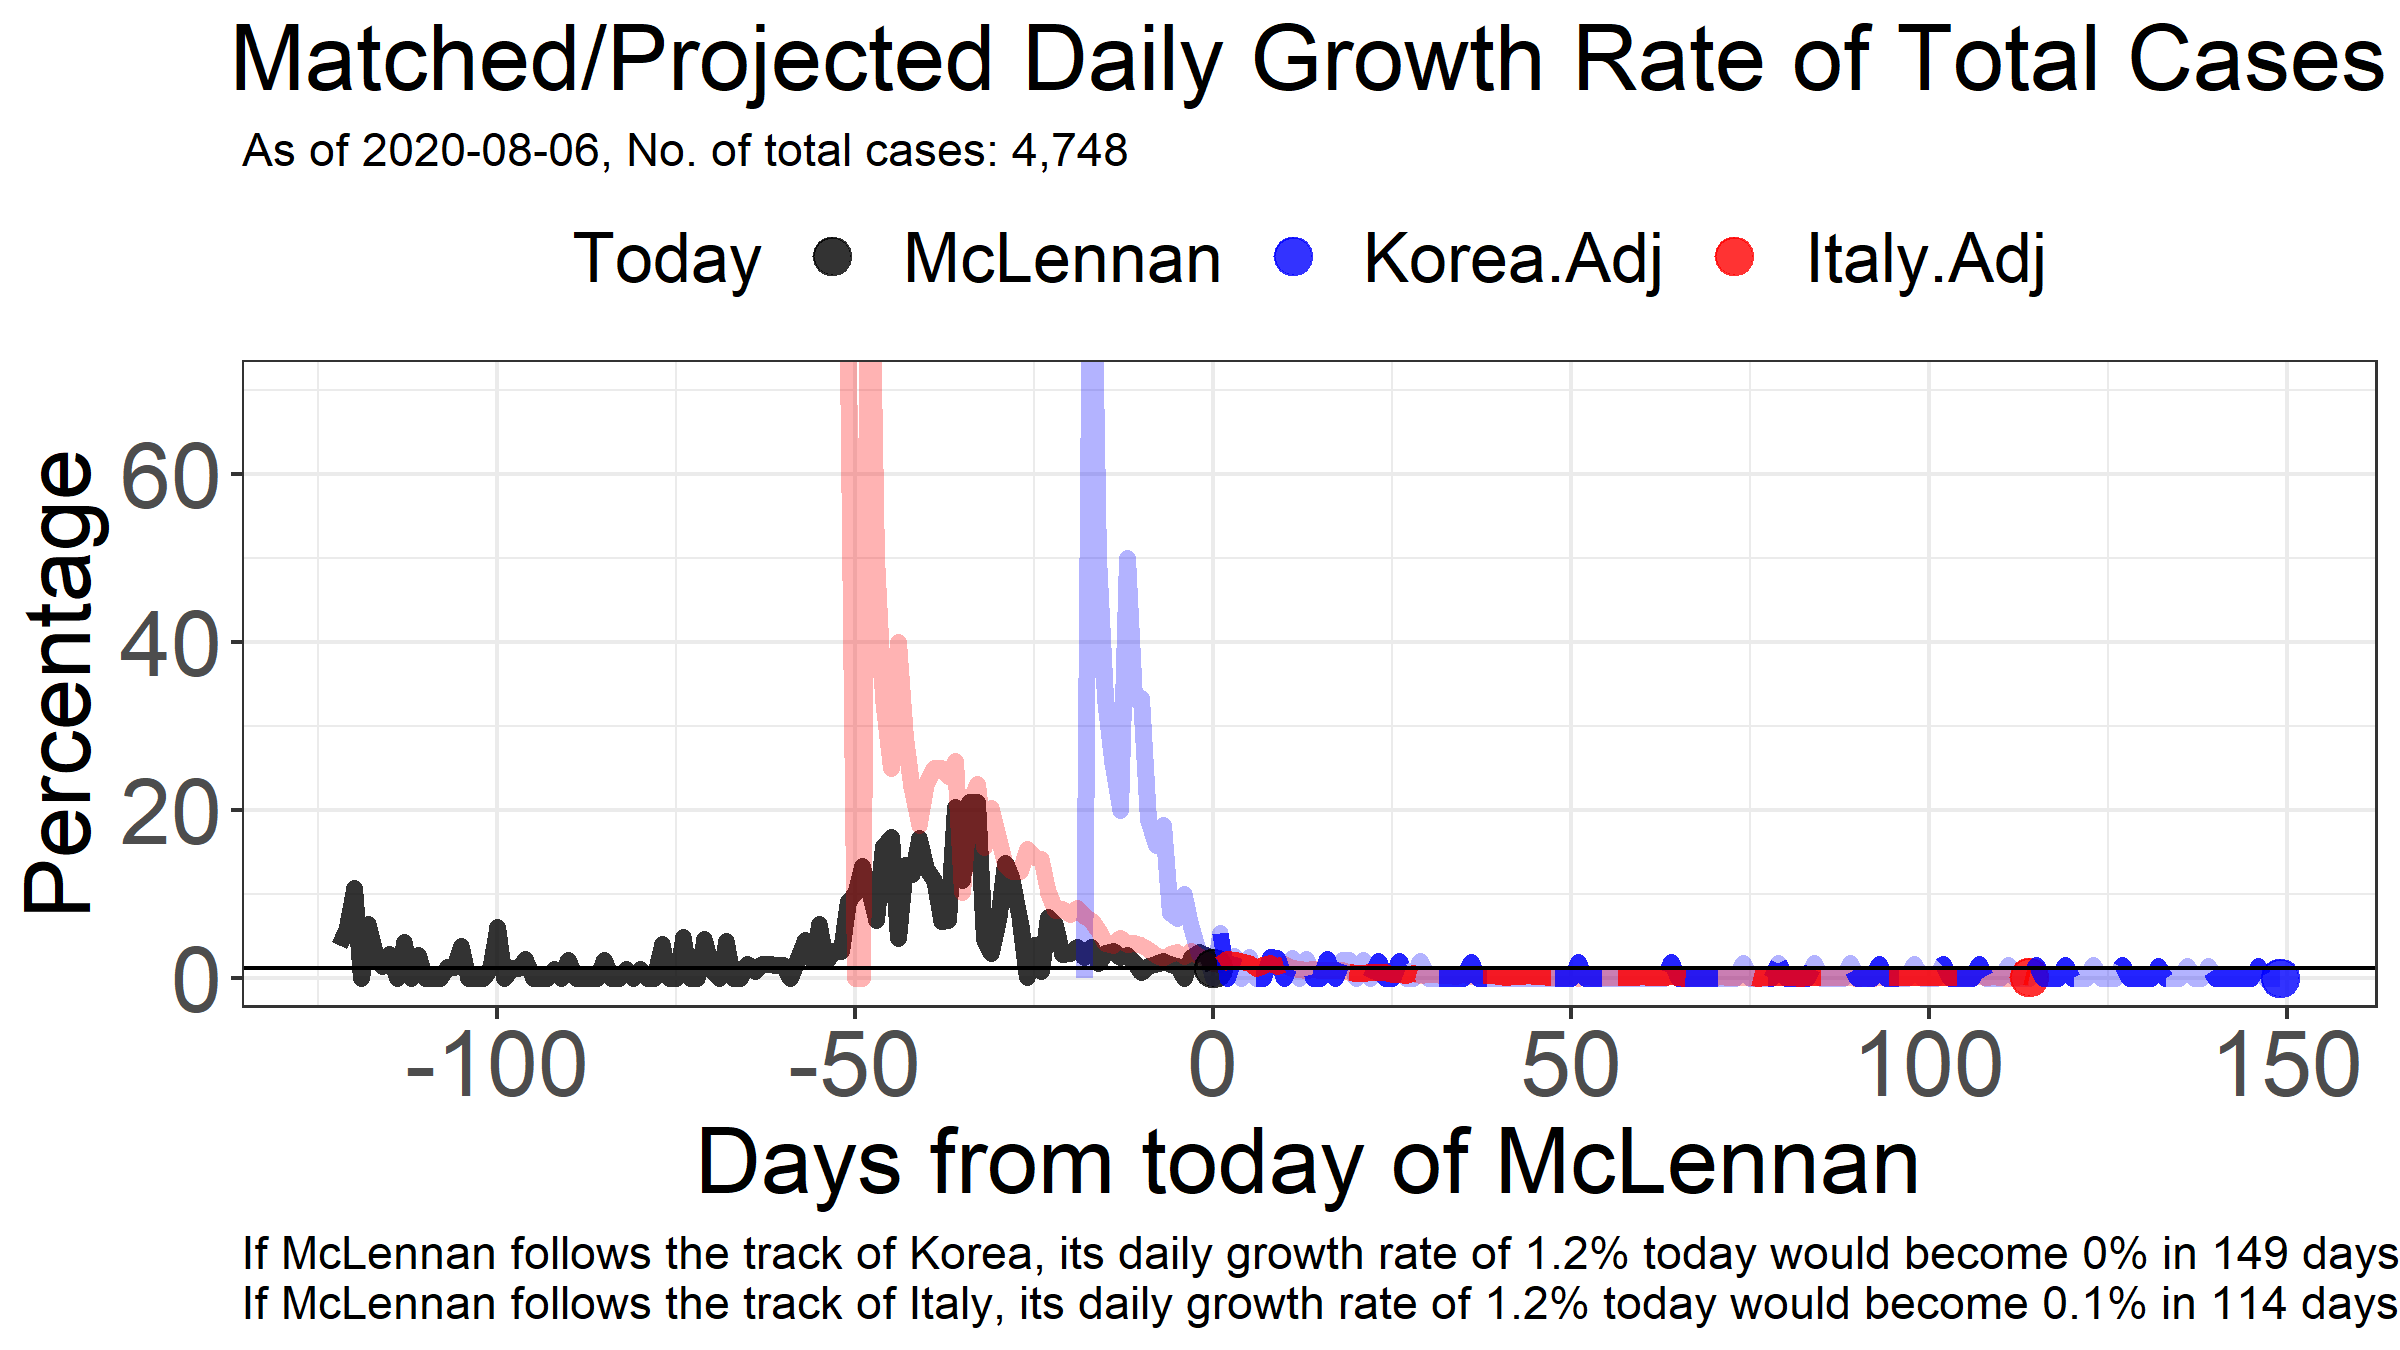 Matched/Projected Daily Growth Rate of Total Cases
As of 2020-08-06, No. of total cases: 4,748
Today McLennan Korea.Adj Italy.Adj
Percentage
60
40
20
0
-100 -50 0 50 100 150
Days from today of McLennan
If McLennan follows the track of Korea, its daily growth rate of 1.2% today would become 0% in 149 days
If McLennan follows the track of Italy, its daily growth rate of 1.2% today would become 0.1% in 114 days